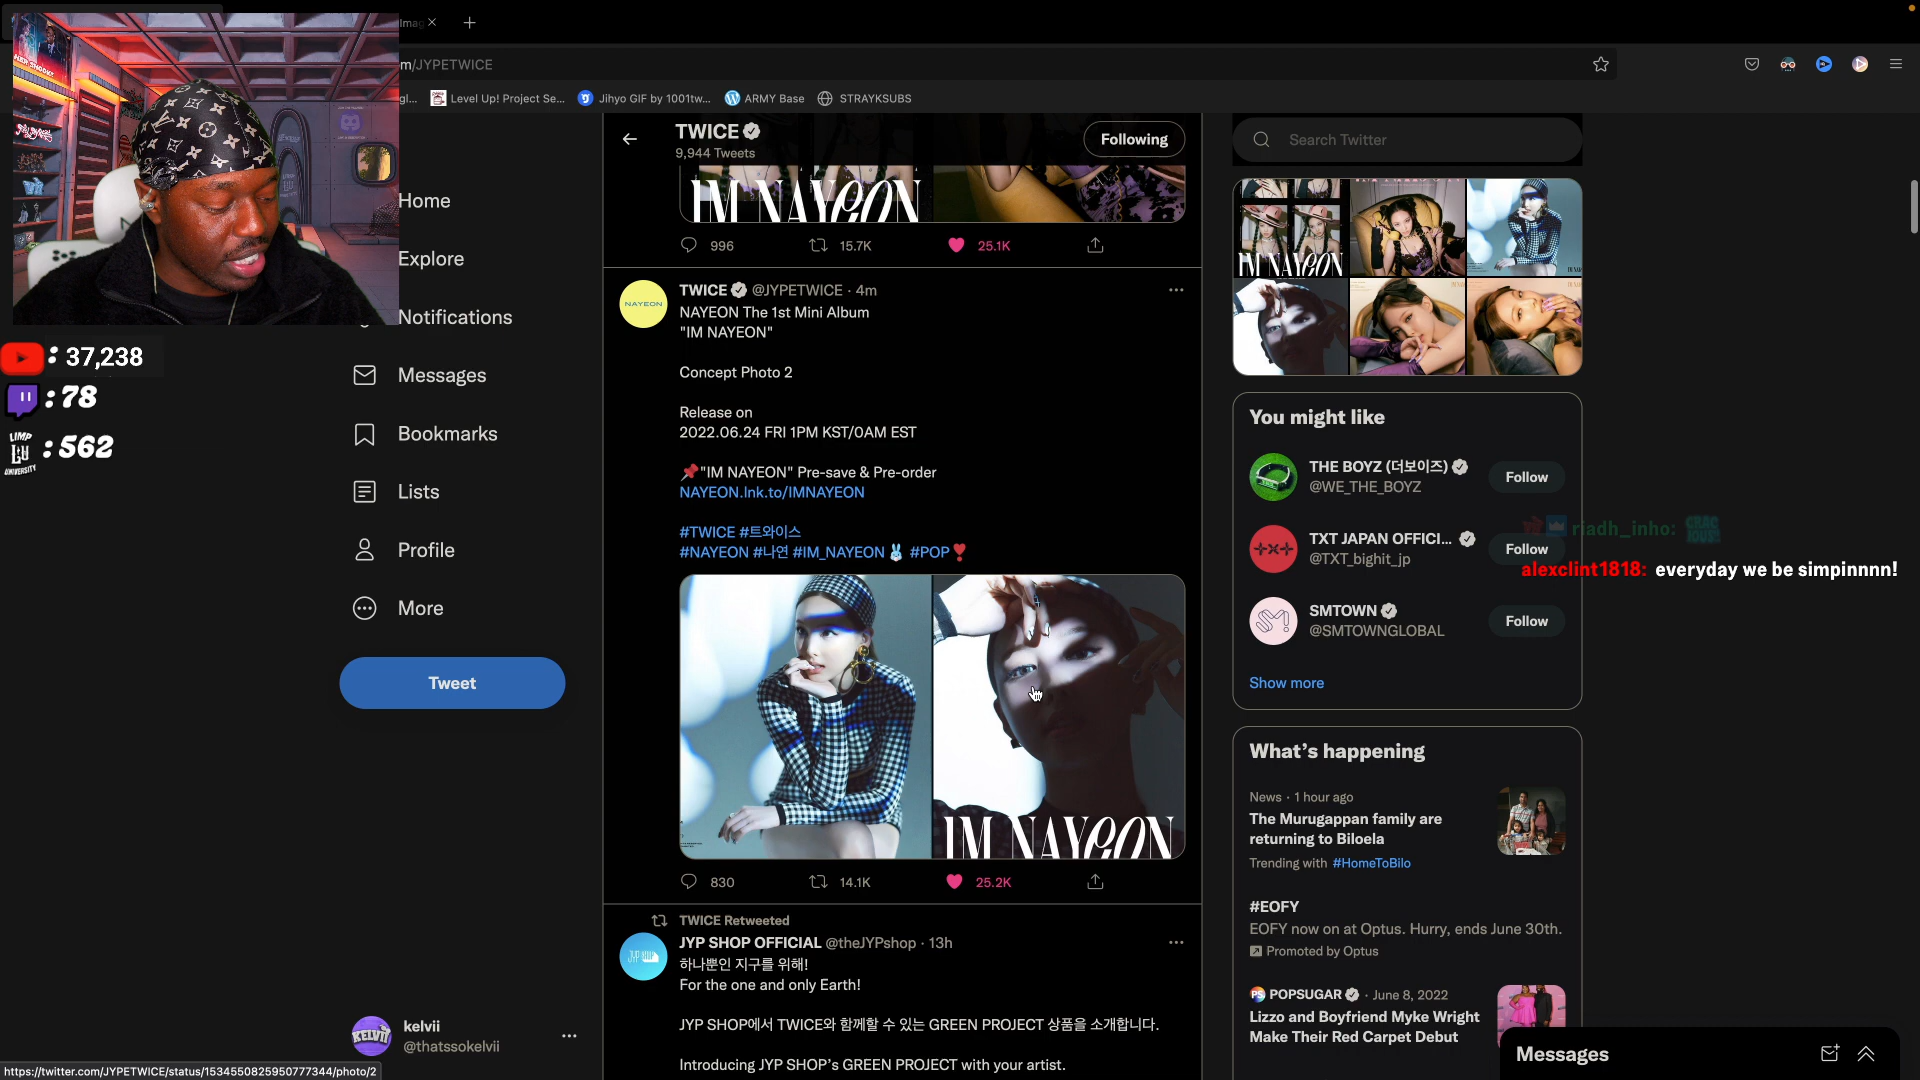 m/JYPETWICE
gl...
Level Up! Project Se...
Jihyo GIF by 1001tw...
ARMY Base
STRAYKSUBS
: 37,238
: 78
LIMP
LU
UNIVERSITY
: 562
Home
Explore
Notifications
Messages
Bookmarks
Lists
Profile
More
Tweet
kelvii
@thatssokelvii
https://twitter.com/JYPETWICE/status/1534550825950777344/photo/2
TWICE
9,944 Tweets
Following
IM NAYEON
996
15.7K
25.1K
NAYEON
TWICE @JYPETWICE · 4m
NAYEON The 1st Mini Album
"IM NAYEON"
Concept Photo 2
Release on
2022.06.24 FRI 1PM KST/0AM EST
📌"IM NAYEON" Pre-save & Pre-order
NAYEON.lnk.to/IMNAYEON
#TWICE #트와이스
#NAYEON #나연 #IM_NAYEON 🐰 #POP❣
IM NAYEON
830
14.1K
25.2K
TWICE Retweeted
JYP SHOP OFFICIAL @theJYPshop · 13h
하나뿐인 지구를 위해!
For the one and only Earth!
JYP SHOP에서 TWICE와 함께할 수 있는 GREEN PROJECT 상품을 소개합니다.
Introducing JYP SHOP's GREEN PROJECT with your artist.
Search Twitter
IM NAYEON
You might like
THE BOYZ (더보이즈)
@WE_THE_BOYZ
Follow
TXT JAPAN OFFICI...
@TXT_bighit_jp
Follow
SMTOWN
@SMTOWNGLOBAL
Follow
Show more
riadh_inho:
alexclint1818: everyday we be simpinnnn!
What's happening
News · 1 hour ago
The Murugappan family are
returning to Biloela
Trending with #HomeToBilo
#EOFY
EOFY now on at Optus. Hurry, ends June 30th.
Promoted by Optus
POPSUGAR · June 8, 2022
Lizzo and Boyfriend Myke Wright
Make Their Red Carpet Debut
Messages